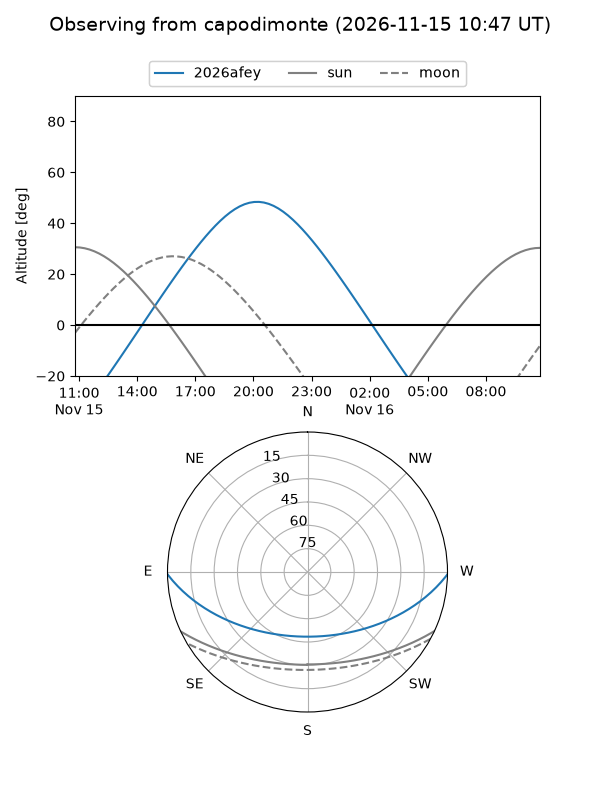 Observing from capodimonte (2026-11-15 10:47 UT)
2026afey sun moon
Altitude [deg]
80
60
40
20
0
−20
11:00 14:00 17:00 20:00 23:00 02:00 05:00 08:00
Nov 15 Nov 16
N
NE NW
15
30
45
60
75
E W
SE SW
S